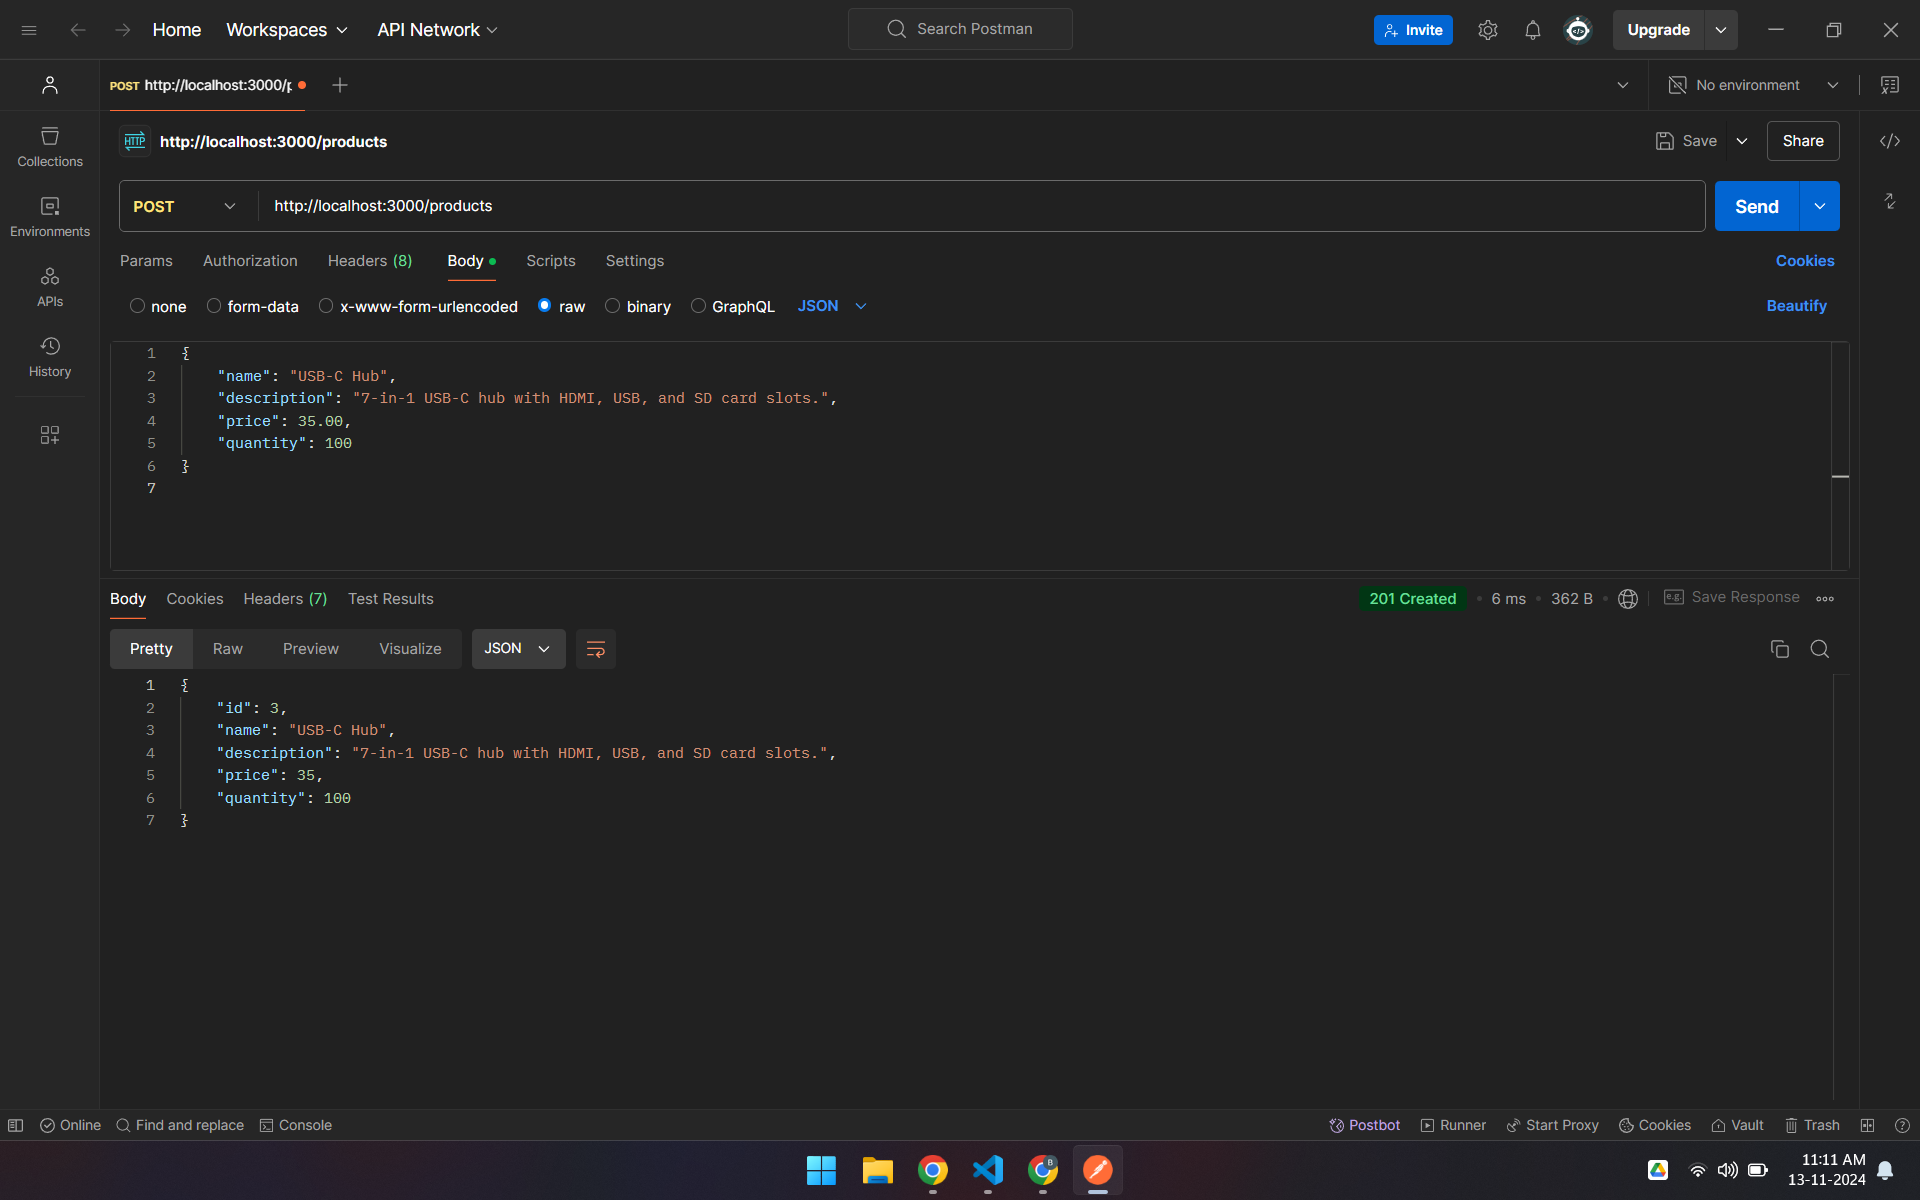 Home Workspaces API Network Search Postman Invite Upgrade
POST http://localhost:3000/p No environment
HTTP http://localhost:3000/products Save Share
Collections
POST http://localhost:3000/products Send
Environments
Params Authorization Headers (8) Body Scripts Settings Cookies
APIs
none form-data x-www-form-urlencoded raw binary GraphQL JSON Beautify
History
1 {
2 "name": "USB-C Hub",
3 "description": "7-in-1 USB-C hub with HDMI, USB, and SD card slots.",
4 "price": 35.00,
5 "quantity": 100
6 }
7
Body Cookies Headers (7) Test Results 201 Created 6 ms 362 B e.g. Save Response
Pretty Raw Preview Visualize JSON
1 {
2 "id": 3,
3 "name": "USB-C Hub",
4 "description": "7-in-1 USB-C hub with HDMI, USB, and SD card slots.",
5 "price": 35,
6 "quantity": 100
7 }
Online Find and replace Console Postbot Runner Start Proxy Cookies Vault Trash
11:11 AM
13-11-2024